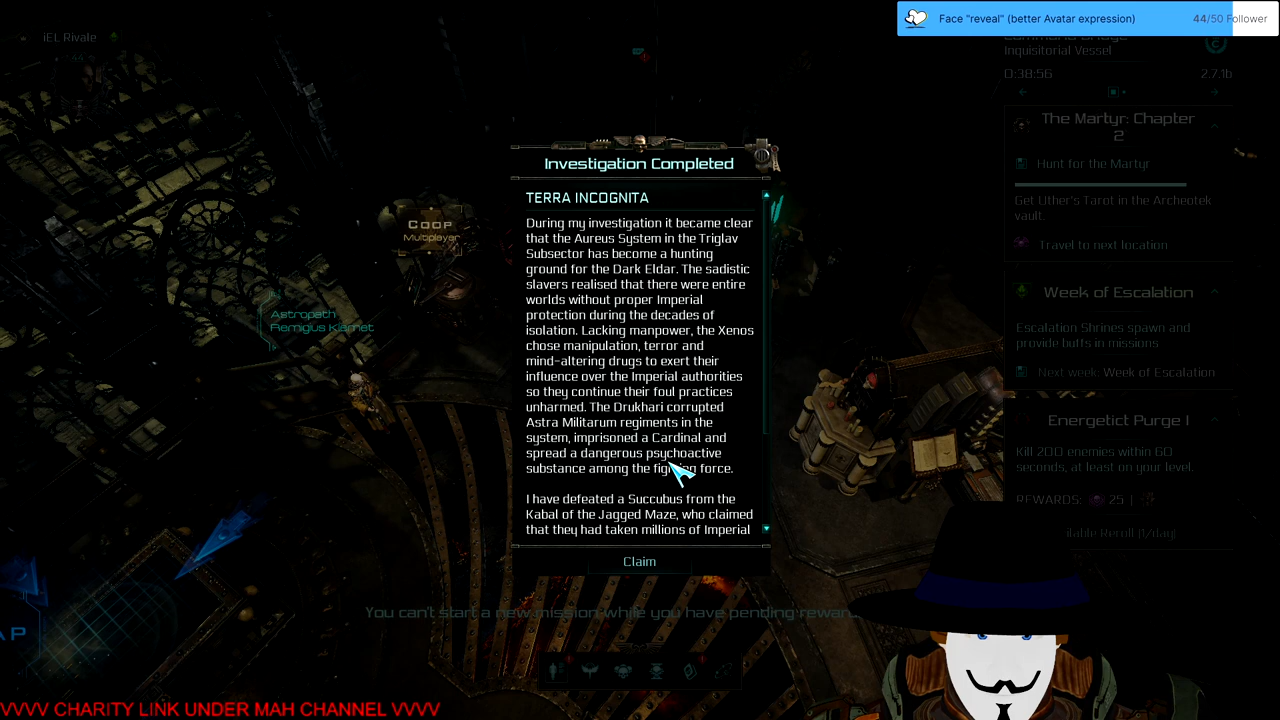 Face "reveal" (better Avatar expression)
44/50 Follower
iEL Rivale
44
Inquisitorial Vessel
0:38:56
2.7.1b
The Martyr: Chapter
2
Hunt for the Martyr
Get Uther's Tarot in the Archeotek
vault.
Travel to next location
Week of Escalation
Escalation Shrines spawn and
provide buffs in missions
Next week: Week of Escalation
Energetict Purge I
Kill 200 enemies within 60
seconds, at least on your level.
REWARDS: 25 |
ilable Reroll (1/day)
COOP
Multiplayer
Astropath
Remigius Kismet
Investigation Completed
TERRA INCOGNITA
During my investigation it became clear
that the Aureus System in the Triglav
Subsector has become a hunting
ground for the Dark Eldar. The sadistic
slavers realised that there were entire
worlds without proper Imperial
protection during the decades of
isolation. Lacking manpower, the Xenos
chose manipulation, terror and
mind-altering drugs to exert their
influence over the Imperial authorities
so they continue their foul practices
unharmed. The Drukhari corrupted
Astra Militarum regiments in the
system, imprisoned a Cardinal and
spread a dangerous psychoactive
substance among the fighting force.
I have defeated a Succubus from the
Kabal of the Jagged Maze, who claimed
that they had taken millions of Imperial
Claim
You can't start a new mission while you have pending rewar
AP
VVVV CHARITY LINK UNDER MAH CHANNEL VVVV